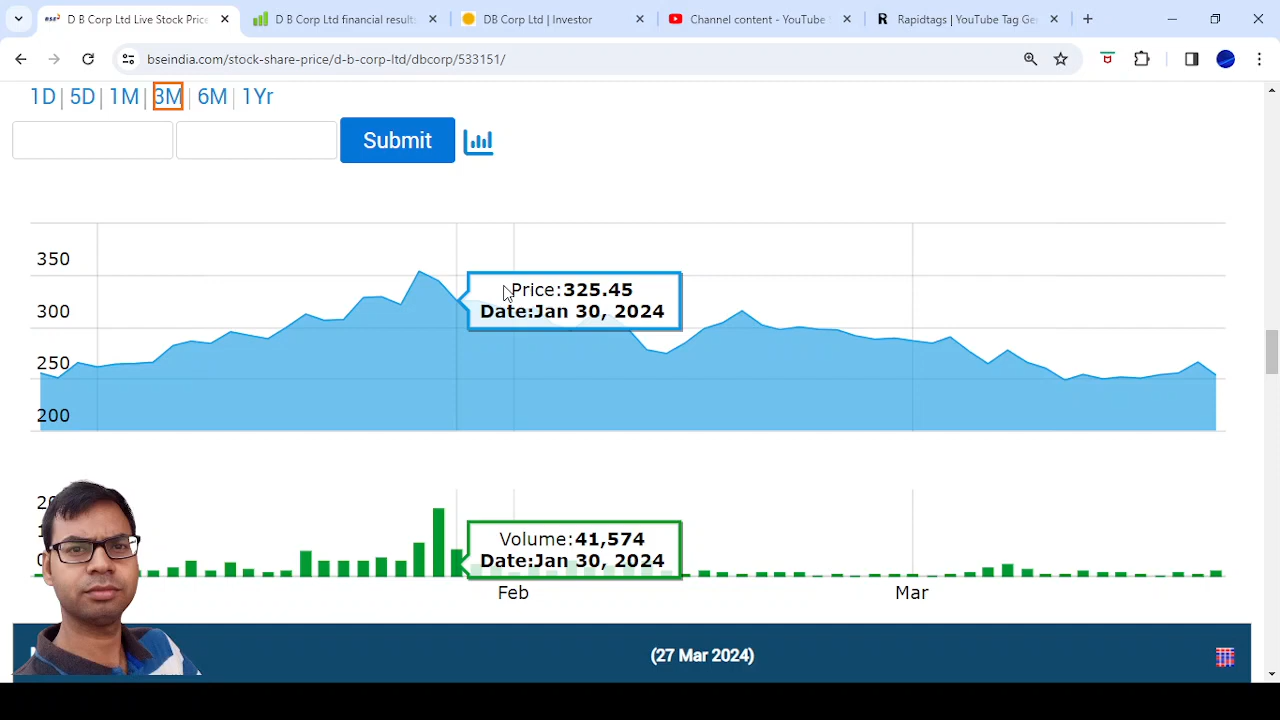 D B Corp Ltd Live Stock Price
D B Corp Ltd financial results
DB Corp Ltd | Investor
Channel content - YouTube
Rapidtags | YouTube Tag Ge
bseindia.com/stock-share-price/d-b-corp-ltd/dbcorp/533151/
1D| 5D| 1M| 3M| 6M| 1Yr
Submit
350
300
250
200
Price:325.45
Date:Jan 30, 2024
Volume:41,574
Date:Jan 30, 2024
Feb
Mar
(27 Mar 2024)